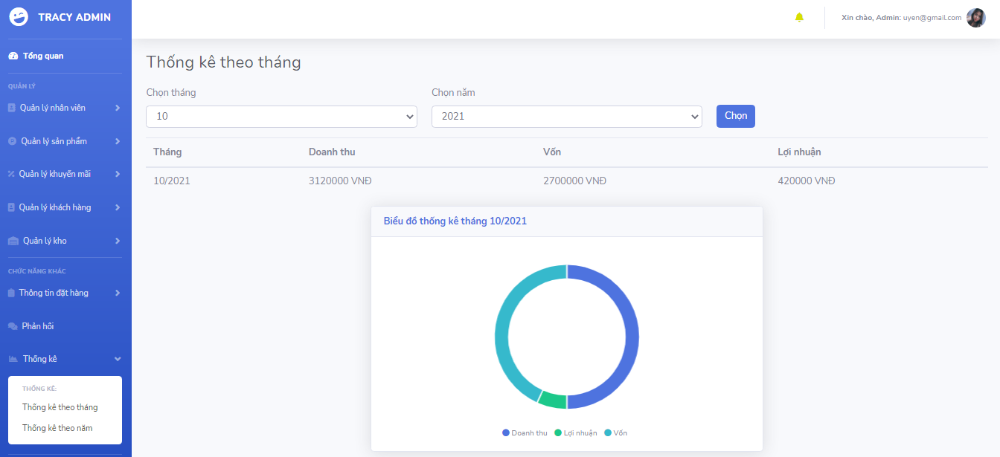 TRACY ADMIN
Xin chào, Admin: uyen@gmail.com
Tổng quan
QUẢN LÝ
Quản lý nhân viên
Quản lý sản phẩm
Quản lý khuyến mãi
Quản lý khách hàng
Quản lý kho
CHỨC NĂNG KHÁC
Thông tin đặt hàng
Phản hồi
Thống kê
THỐNG KÊ:
Thống kê theo tháng
Thống kê theo năm
Thống kê theo tháng
Chọn tháng Chọn năm
10 2021 Chọn
Tháng Doanh thu Vốn Lợi nhuận
10/2021 3120000 VNĐ 2700000 VNĐ 420000 VNĐ
Biểu đồ thống kê tháng 10/2021
Doanh thu Lợi nhuận Vốn